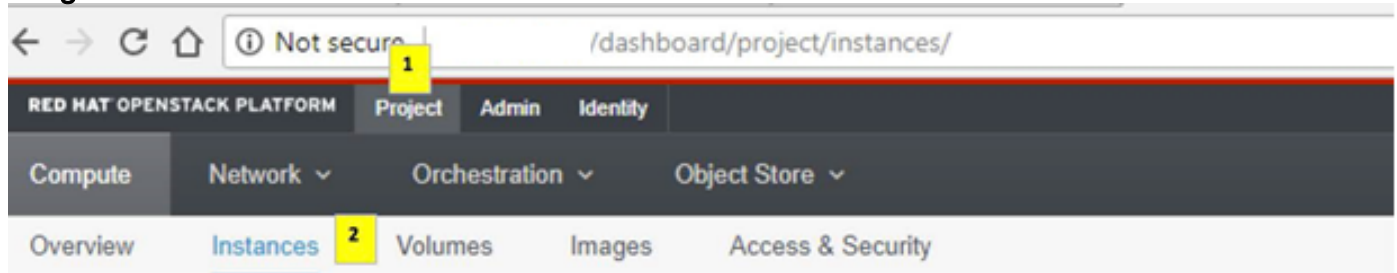 Not secure /dashboard/project/instances/
1
RED HAT OPENSTACK PLATFORM Project Admin Identity
Compute Network Orchestration Object Store
Overview Instances 2 Volumes Images Access & Security